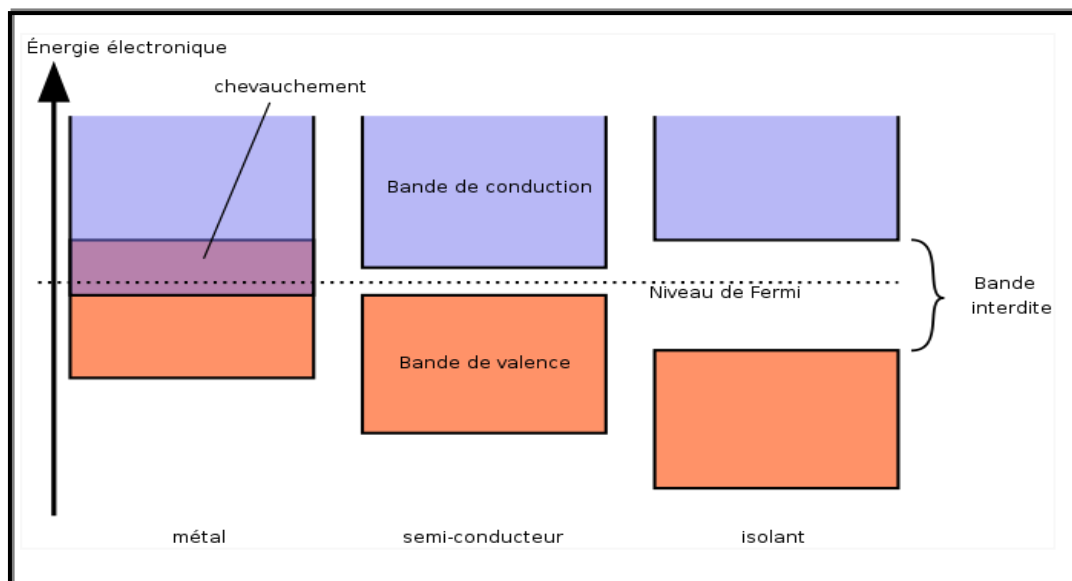 Énergie électronique
chevauchement
Bande de conduction
Niveau de Fermi
Bande
interdite
Bande de valence
métal
semi-conducteur
isolant